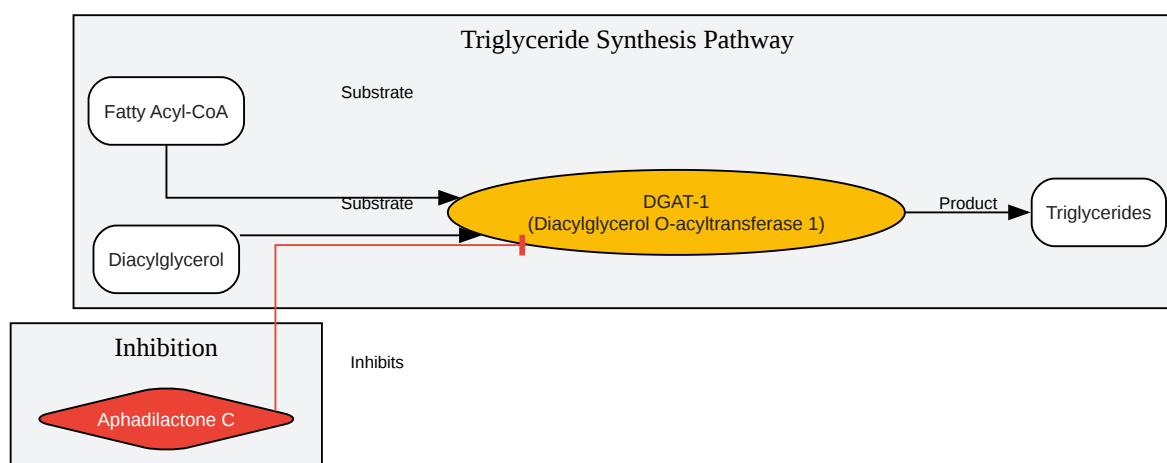 Triglyceride Synthesis Pathway
Substrate
Fatty Acyl-CoA
Substrate
DGAT-1
(Diacylglycerol O-acyltransferase 1)
Product
Triglycerides
Diacylglycerol
Inhibition
Inhibits
Aphadilactone C